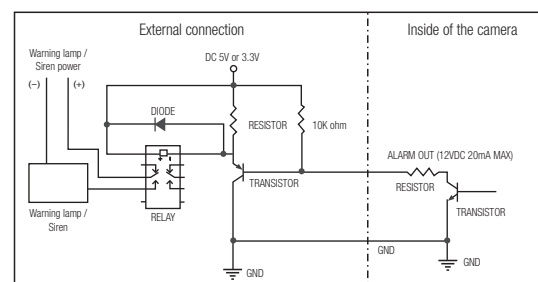 External connection
Inside of the camera
Warning lamp /
Siren power
(−)
(+)
DC 5V or 3.3V
DIODE
RESISTOR
10K ohm
ALARM OUT (12VDC 20mA MAX)
RESISTOR
TRANSISTOR
TRANSISTOR
RELAY
Warning lamp /
Siren
GND
GND
GND